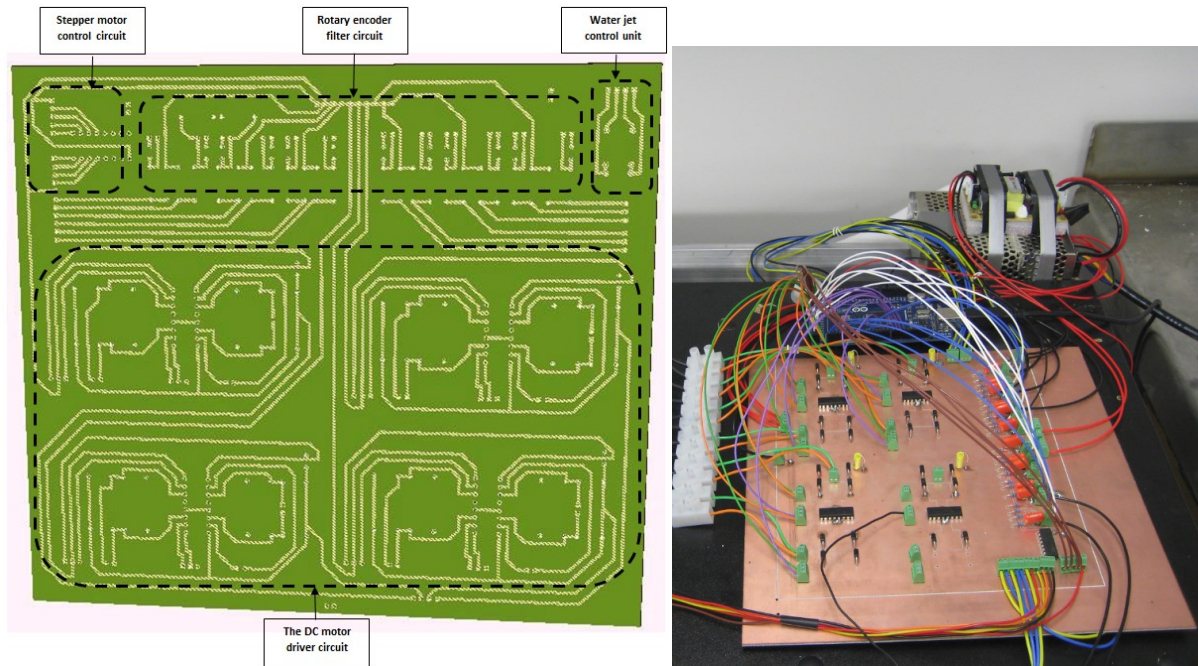 Stepper motor
control circuit
Rotary encoder
filter circuit
Water jet
control unit
The DC motor
driver circuit